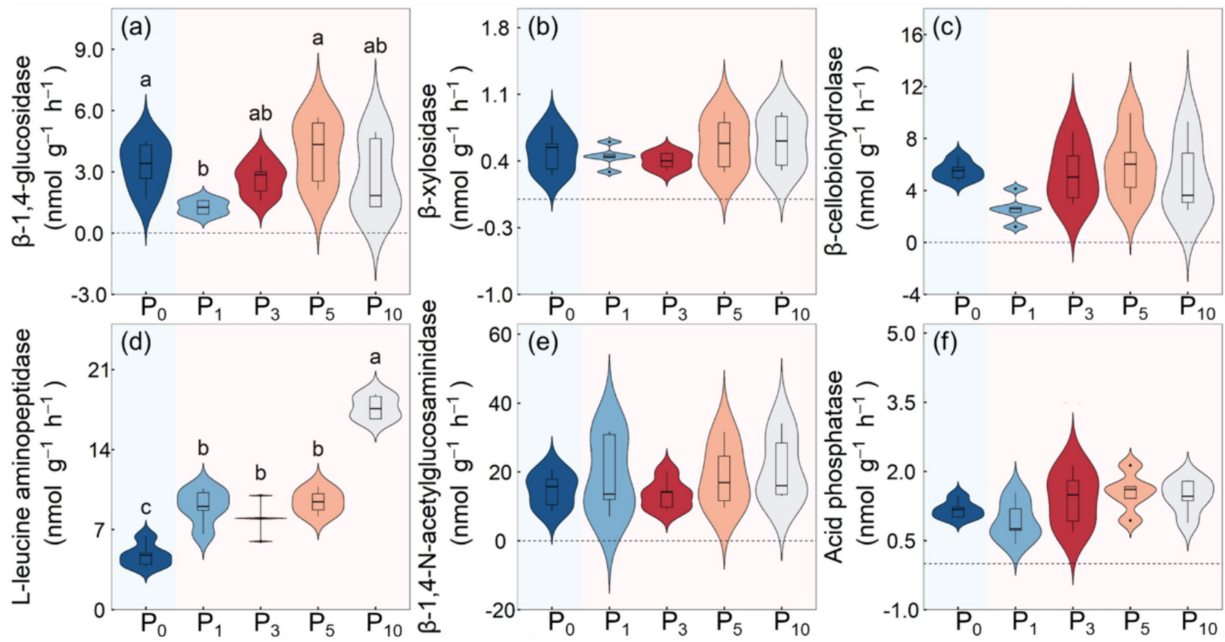 (a)
β-1,4-glucosidase
(nmol g⁻¹ h⁻¹)
9.0
6.0
3.0
0.0
-3.0
a
b
ab
a
ab
P₀ P₁ P₃ P₅ P₁₀
(b)
β-xylosidase
(nmol g⁻¹ h⁻¹)
1.8
1.1
0.4
-0.3
-1.0
P₀ P₁ P₃ P₅ P₁₀
(c)
β-cellobiohydrolase
(nmol g⁻¹ h⁻¹)
16
12
8
4
0
-4
P₀ P₁ P₃ P₅ P₁₀
(d)
L-leucine aminopeptidase
(nmol g⁻¹ h⁻¹)
21
14
7
0
c
b
b
b
a
P₀ P₁ P₃ P₅ P₁₀
(e)
β-1,4-N-acetylglucosaminidase
(nmol g⁻¹ h⁻¹)
60
40
20
0
-20
P₀ P₁ P₃ P₅ P₁₀
(f)
Acid phosphatase
(nmol g⁻¹ h⁻¹)
5.0
3.5
2.0
0.5
-1.0
P₀ P₁ P₃ P₅ P₁₀